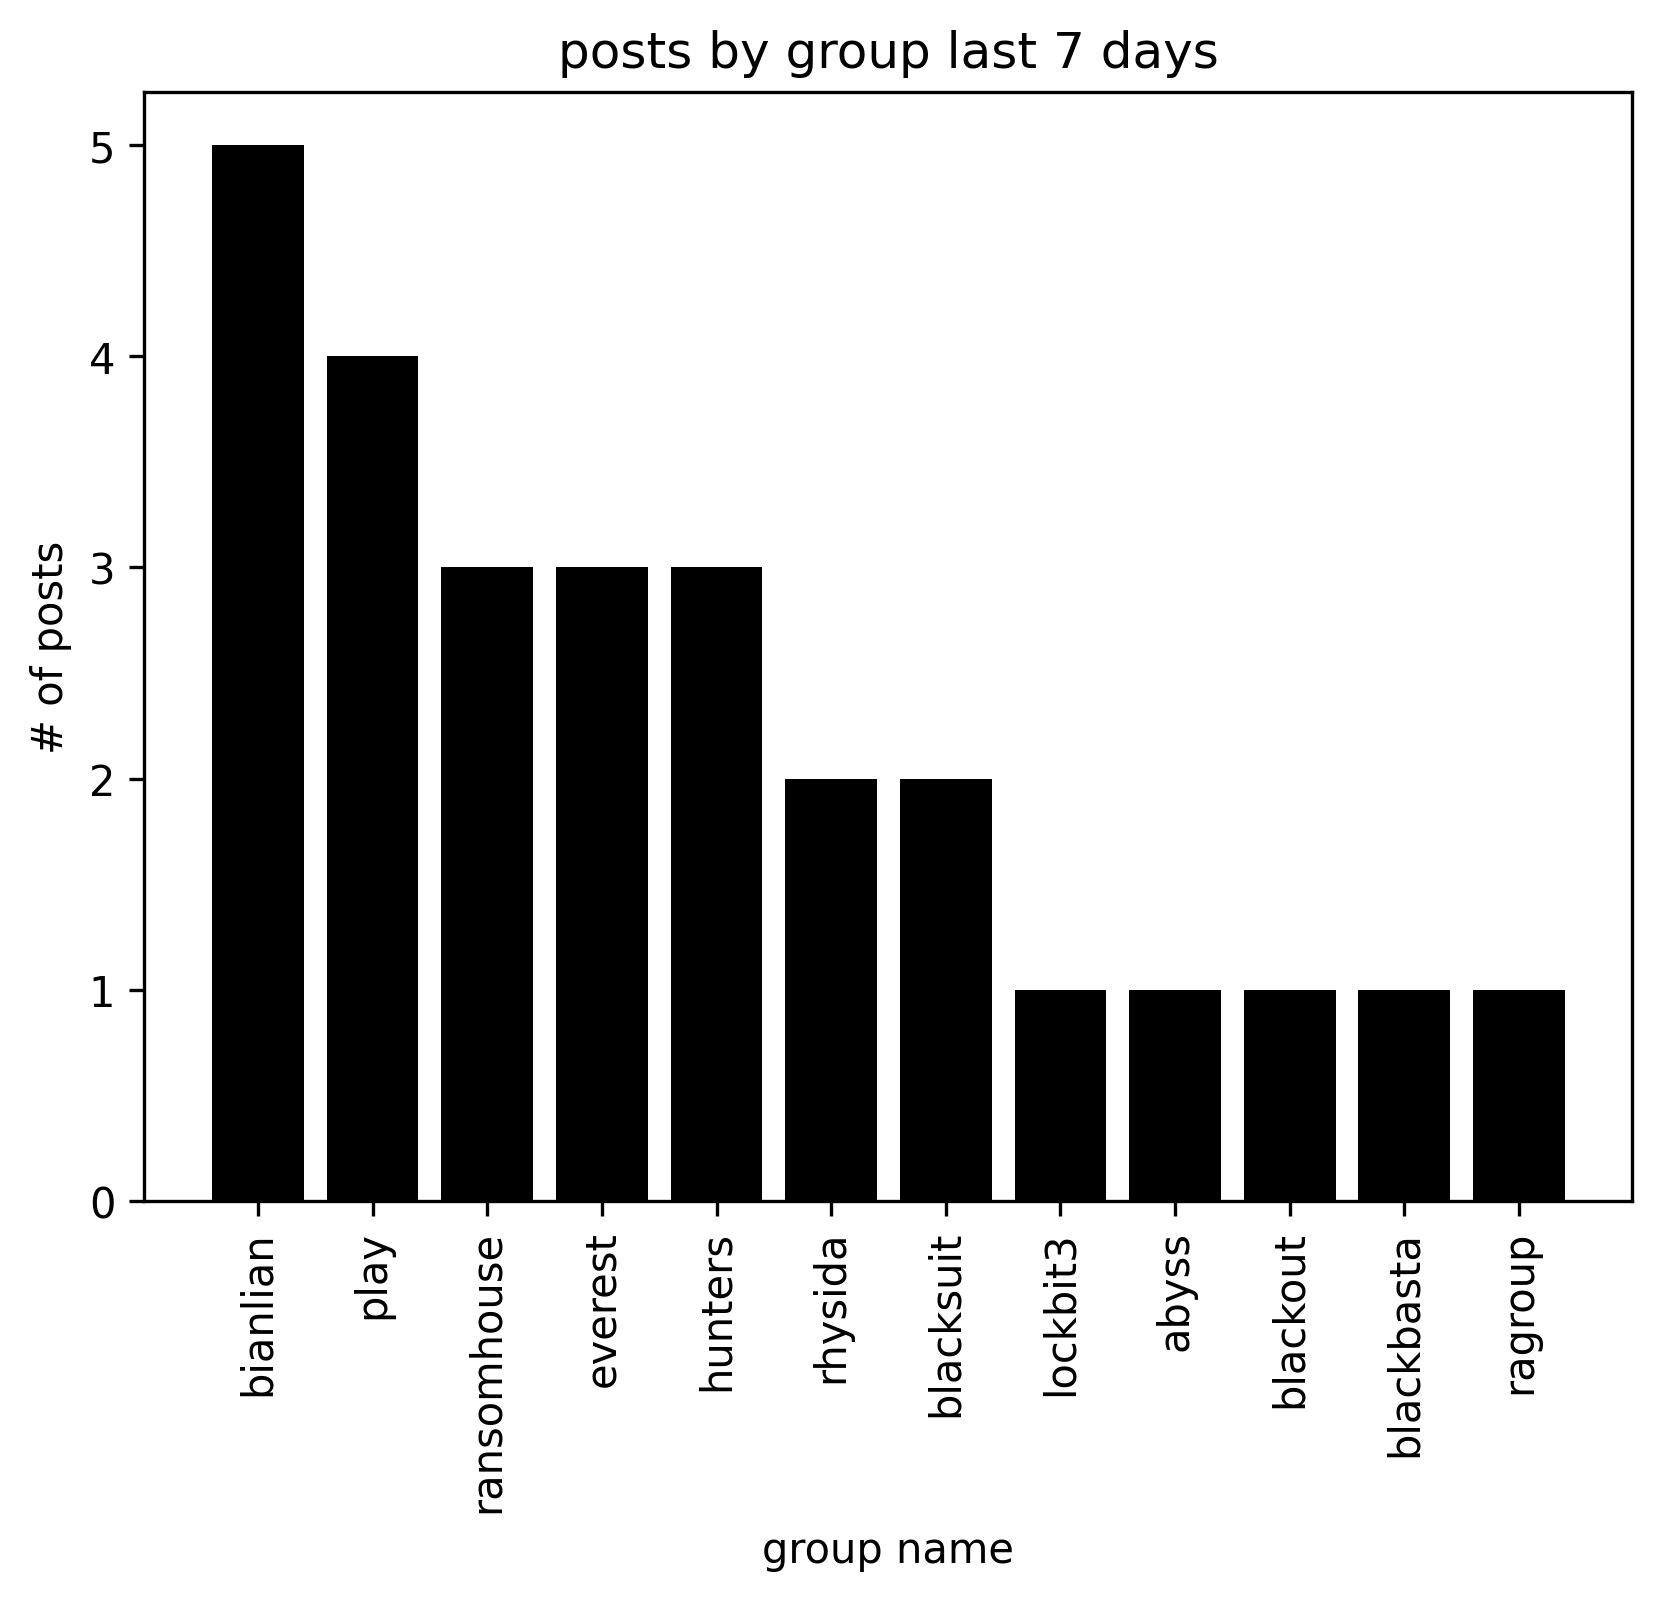 posts by group last 7 days
# of posts
5
4
3
2
1
0
bianlian
play
ransomhouse
everest
hunters
rhysida
blacksuit
lockbit3
abyss
blackout
blackbasta
ragroup
group name